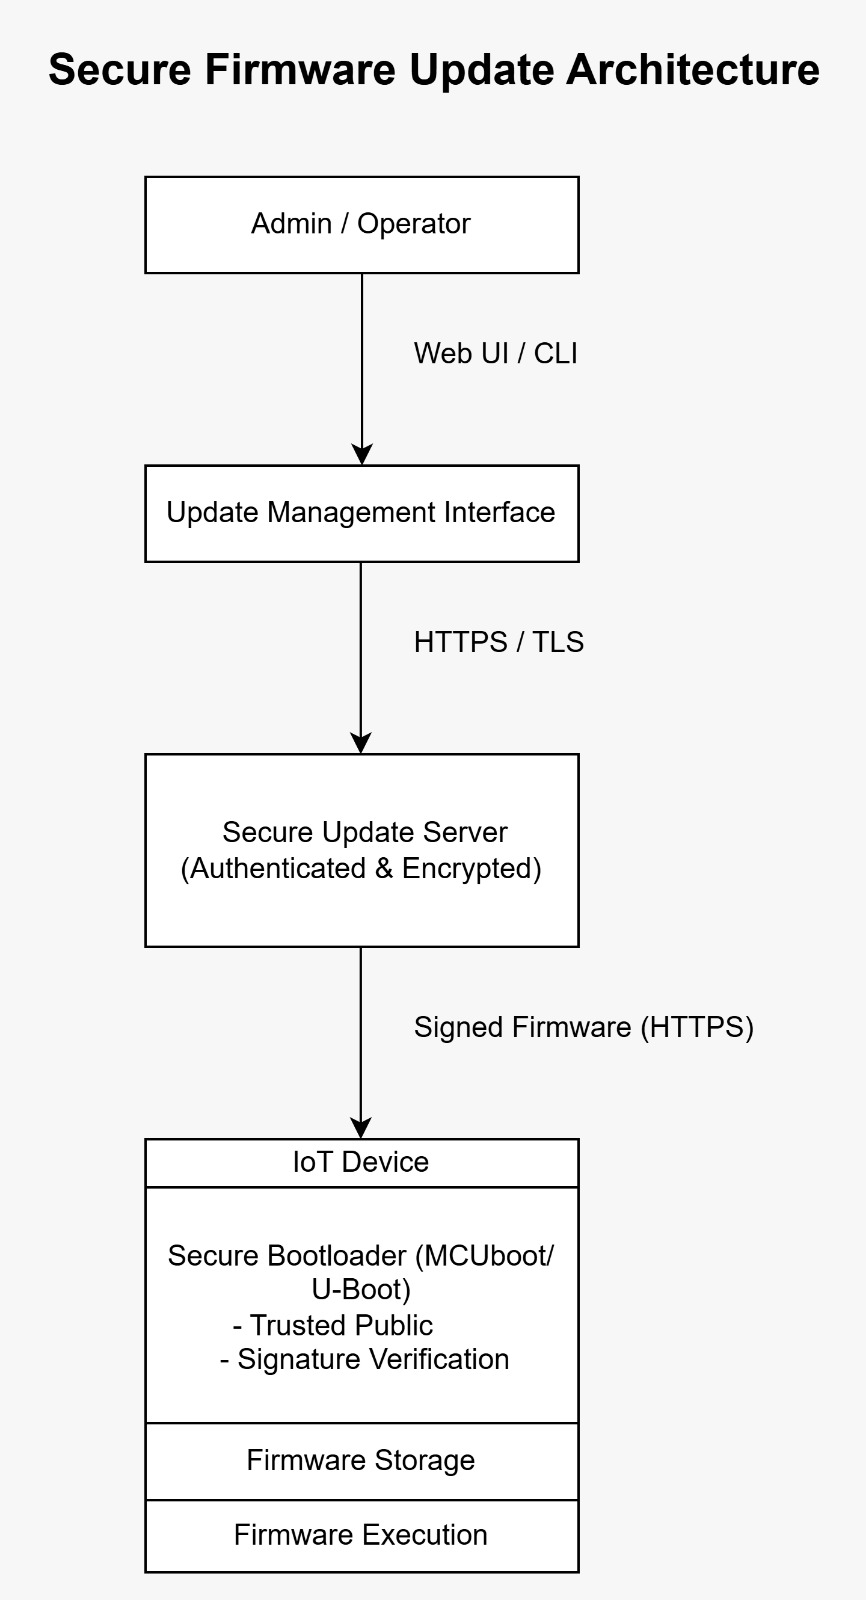 Secure Firmware Update Architecture
Admin / Operator
Web UI / CLI
Update Management Interface
HTTPS / TLS
Secure Update Server
(Authenticated & Encrypted)
Signed Firmware (HTTPS)
IoT Device
Secure Bootloader (MCUboot/
U-Boot)
- Trusted Public
- Signature Verification
Firmware Storage
Firmware Execution